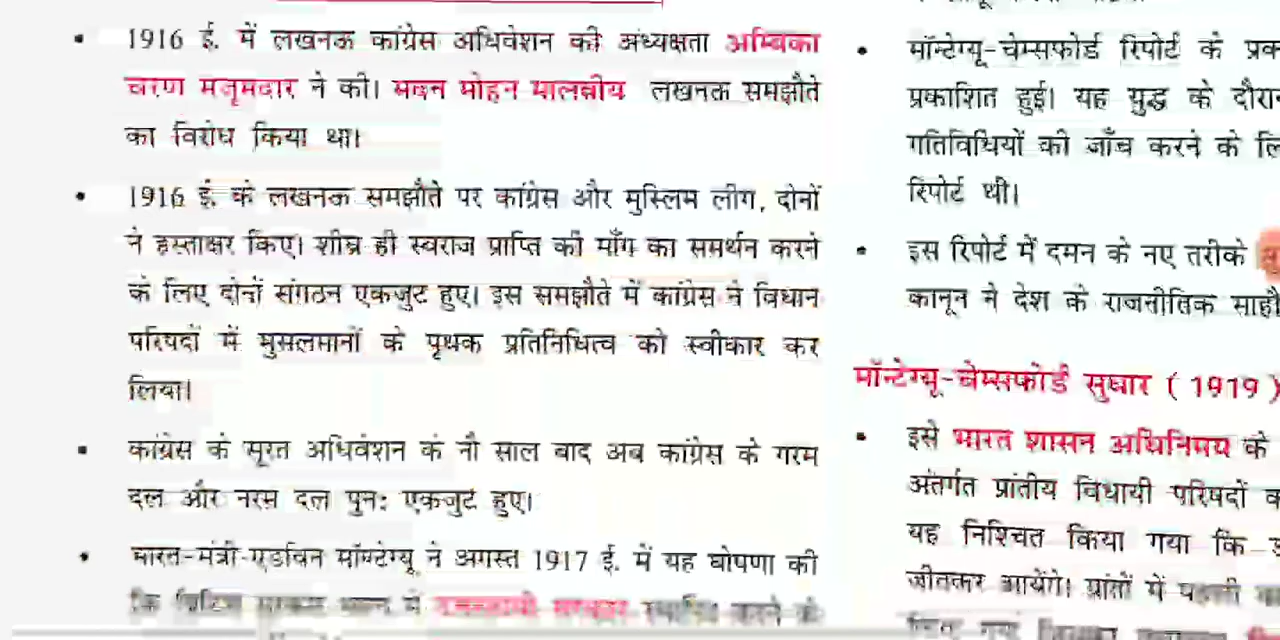 1916 ई. में लखनऊ कांग्रेस अधिवेशन की अध्यक्षता अम्बिका
चरण मजूमदार ने की। मदन मोहन मालवीय लखनऊ समझौते
का विरोध किया था।
1916 ई. के लखनऊ समझौते पर कांग्रेस और मुस्लिम लीग, दोनों
ने हस्ताक्षर किए। शीघ्र ही स्वराज प्राप्ति की माँग का समर्थन करने
के लिए दोनों संगठन एकजुट हुए। इस समझौते में कांग्रेस ने विधान
परिषदों में मुसलमानों के पृथक प्रतिनिधित्व को स्वीकार कर
लिया।
कांग्रेस के सूरत अधिवेशन के नौ साल बाद अब कांग्रेस के गरम
दल और नरम दल पुन: एकजुट हुए।
भारत-मंत्री एडविन मॉण्टेग्यू ने अगस्त 1917 ई. में यह घोषणा की
मॉन्टेग्यू-चेम्सफोर्ड रिपोर्ट के
प्रकाशित हुई। यह युद्ध के
गतिविधियों की जाँच करने के
रिपोर्ट थी।
इस रिपोर्ट में दमन के नए तरीके
कानून ने देश के राजनीतिक
मॉन्टेग्यू-चेम्सफोर्ड सुधार ( 1919 )
इसे भारत शासन अधिनियम के
अंतर्गत प्रांतीय विधायी परिषदों
यह निश्चित किया गया कि
जीतकर आयेंगे। प्रांतों में